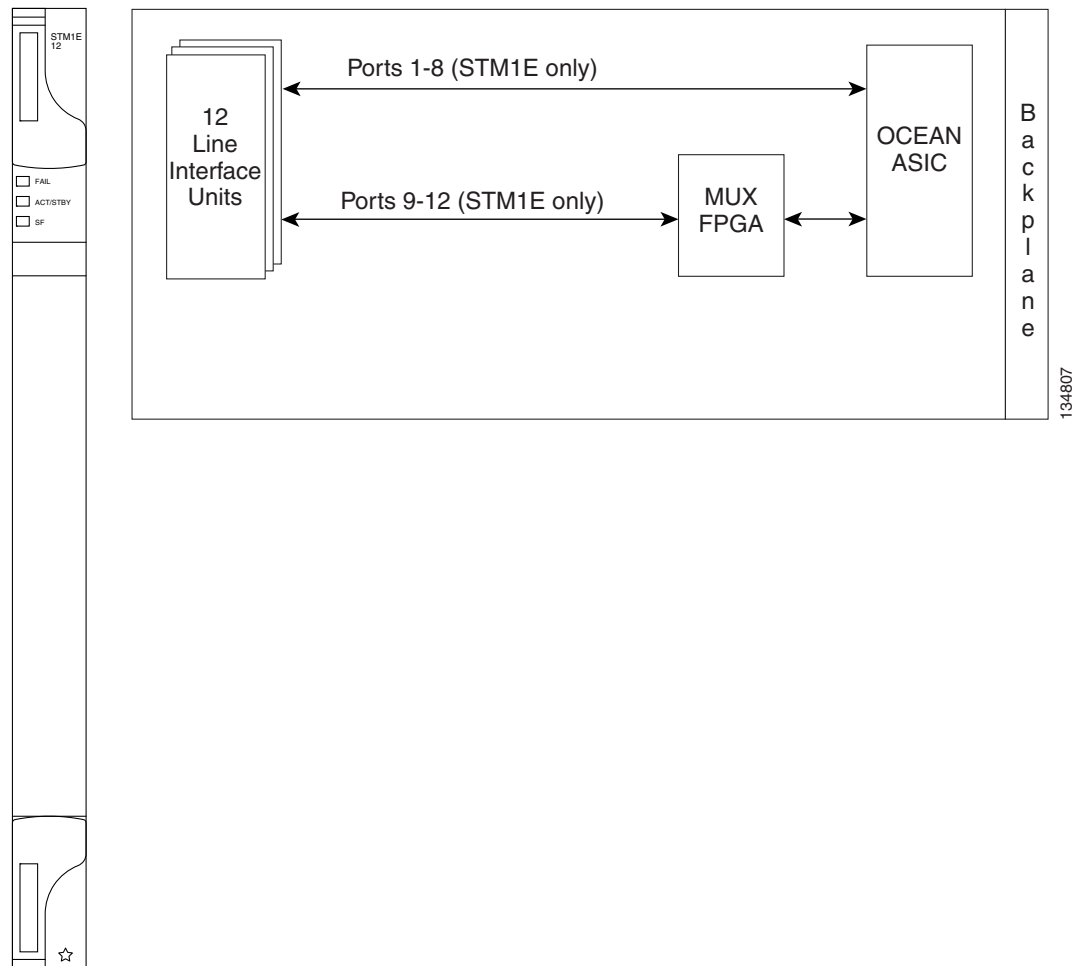 STM1E
12
FAIL
ACT/STBY
SF
12
Line
Interface
Units
Ports 1-8 (STM1E only)
Ports 9-12 (STM1E only)
MUX
FPGA
OCEAN
ASIC
B
a
c
k
p
l
a
n
e
134807